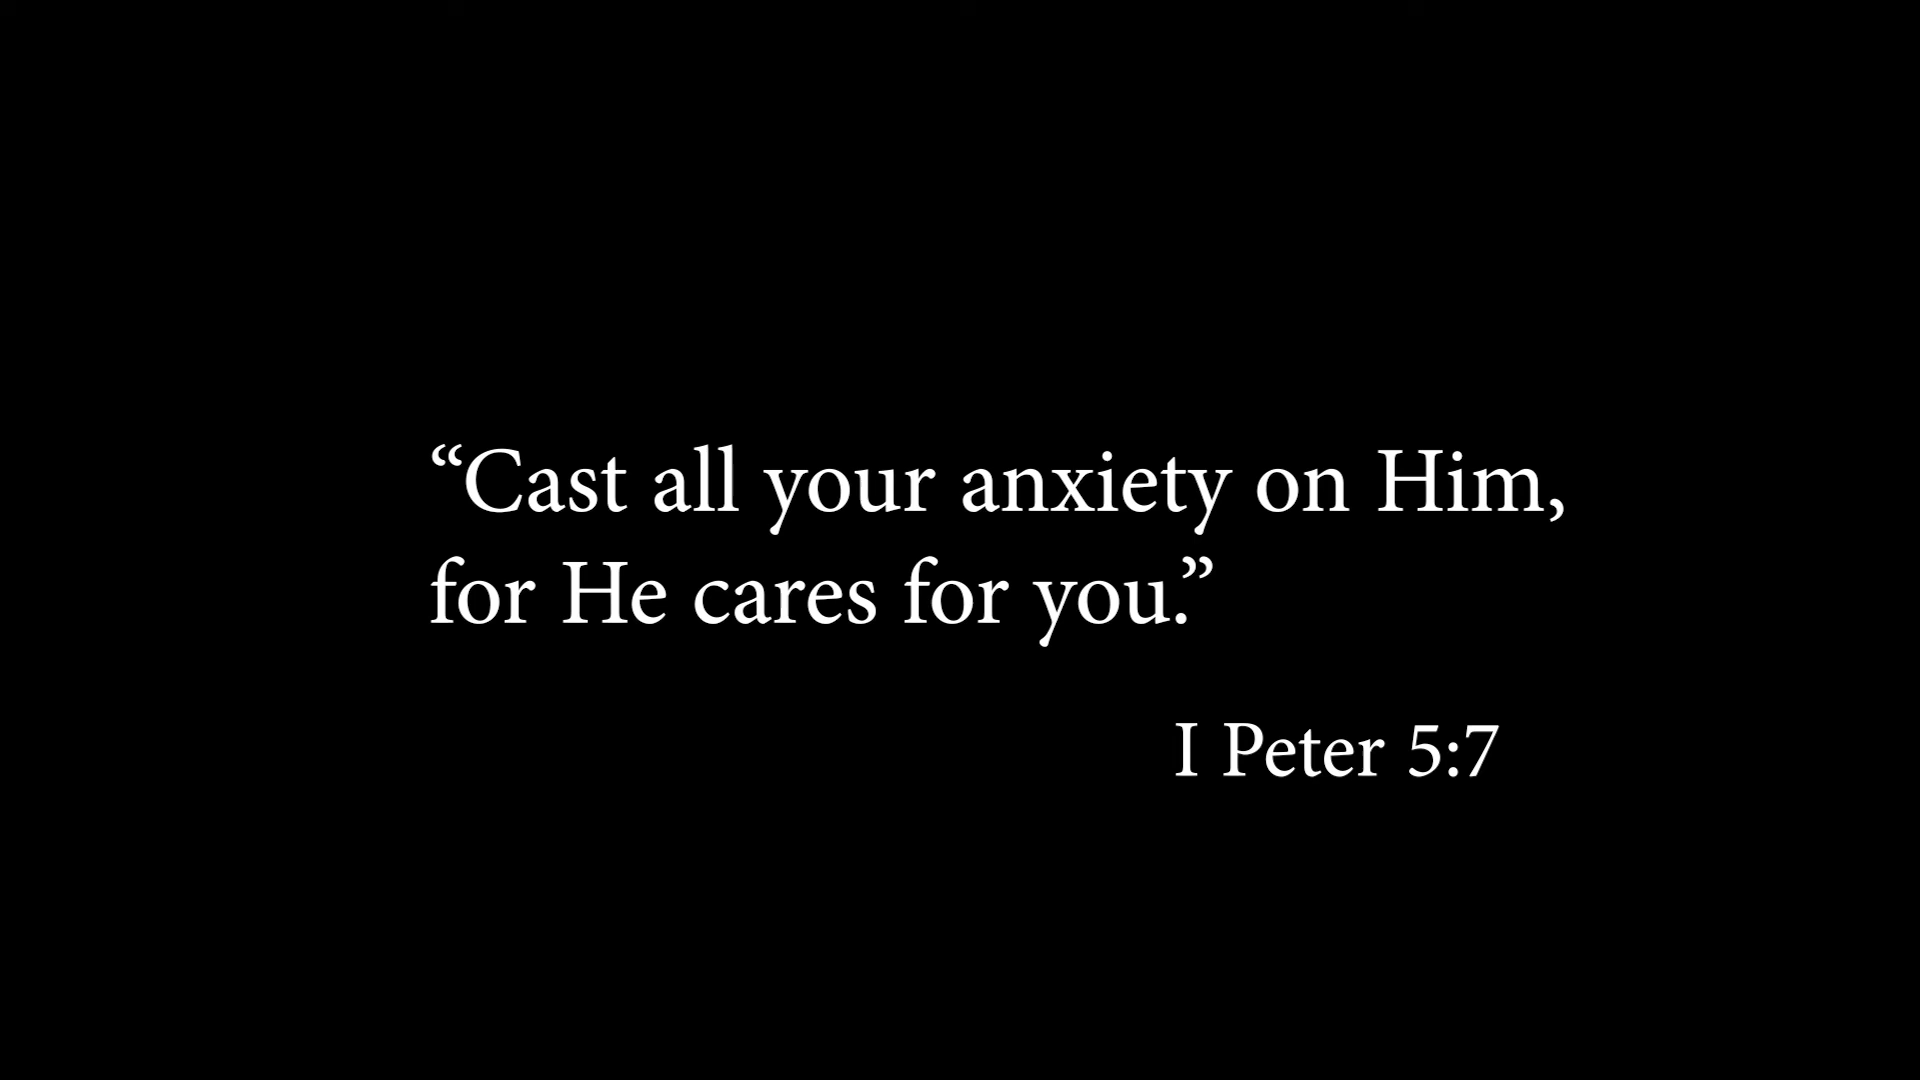 “Cast all your anxiety on Him,
for He cares for you.”
I Peter 5:7